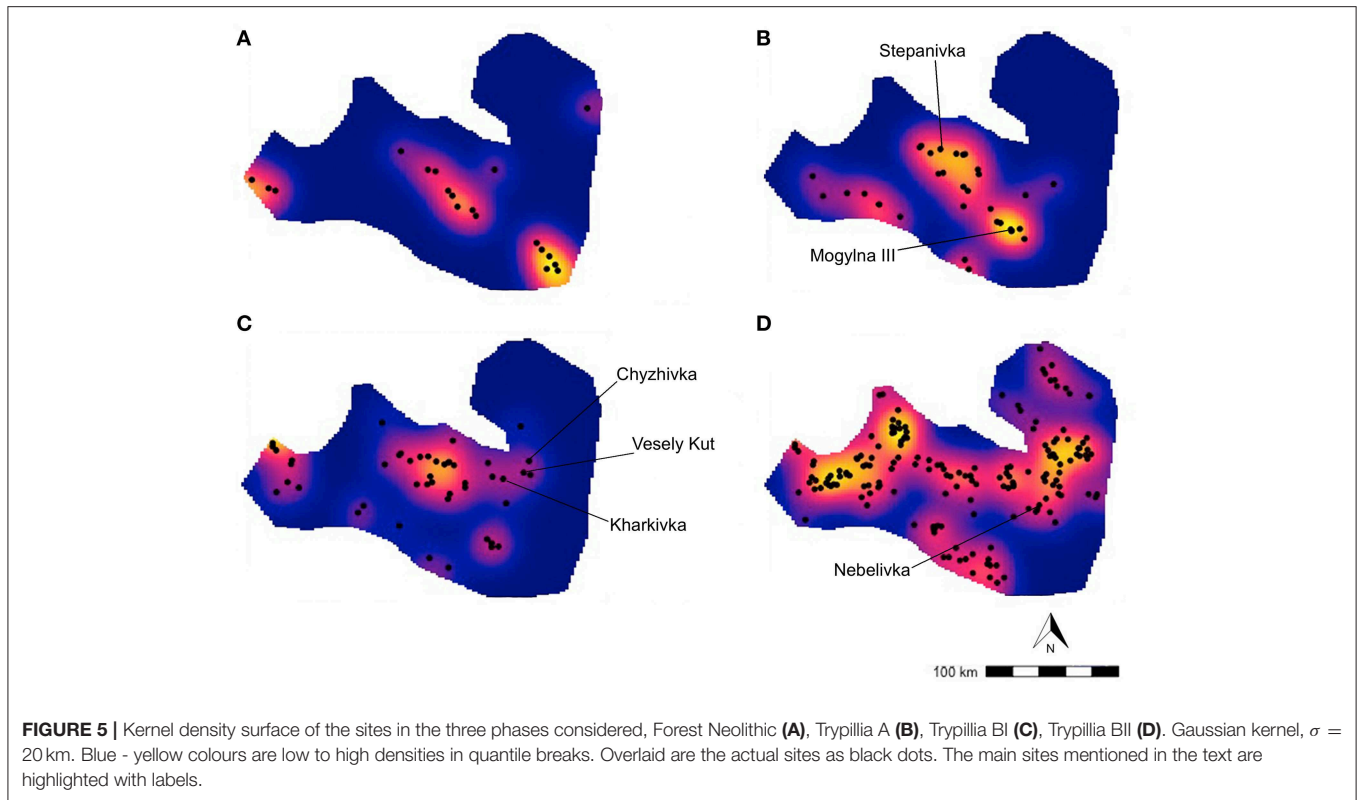 A
B
Stepanivka
Mogylna III
C
D
Chyzhivka
Vesely Kut
Kharkivka
Nebelivka
N
100 km
FIGURE 5 | Kernel density surface of the sites in the three phases considered, Forest Neolithic (A), Trypillia A (B), Trypillia BI (C), Trypillia BII (D). Gaussian kernel, σ =
20 km. Blue - yellow colours are low to high densities in quantile breaks. Overlaid are the actual sites as black dots. The main sites mentioned in the text are
highlighted with labels.